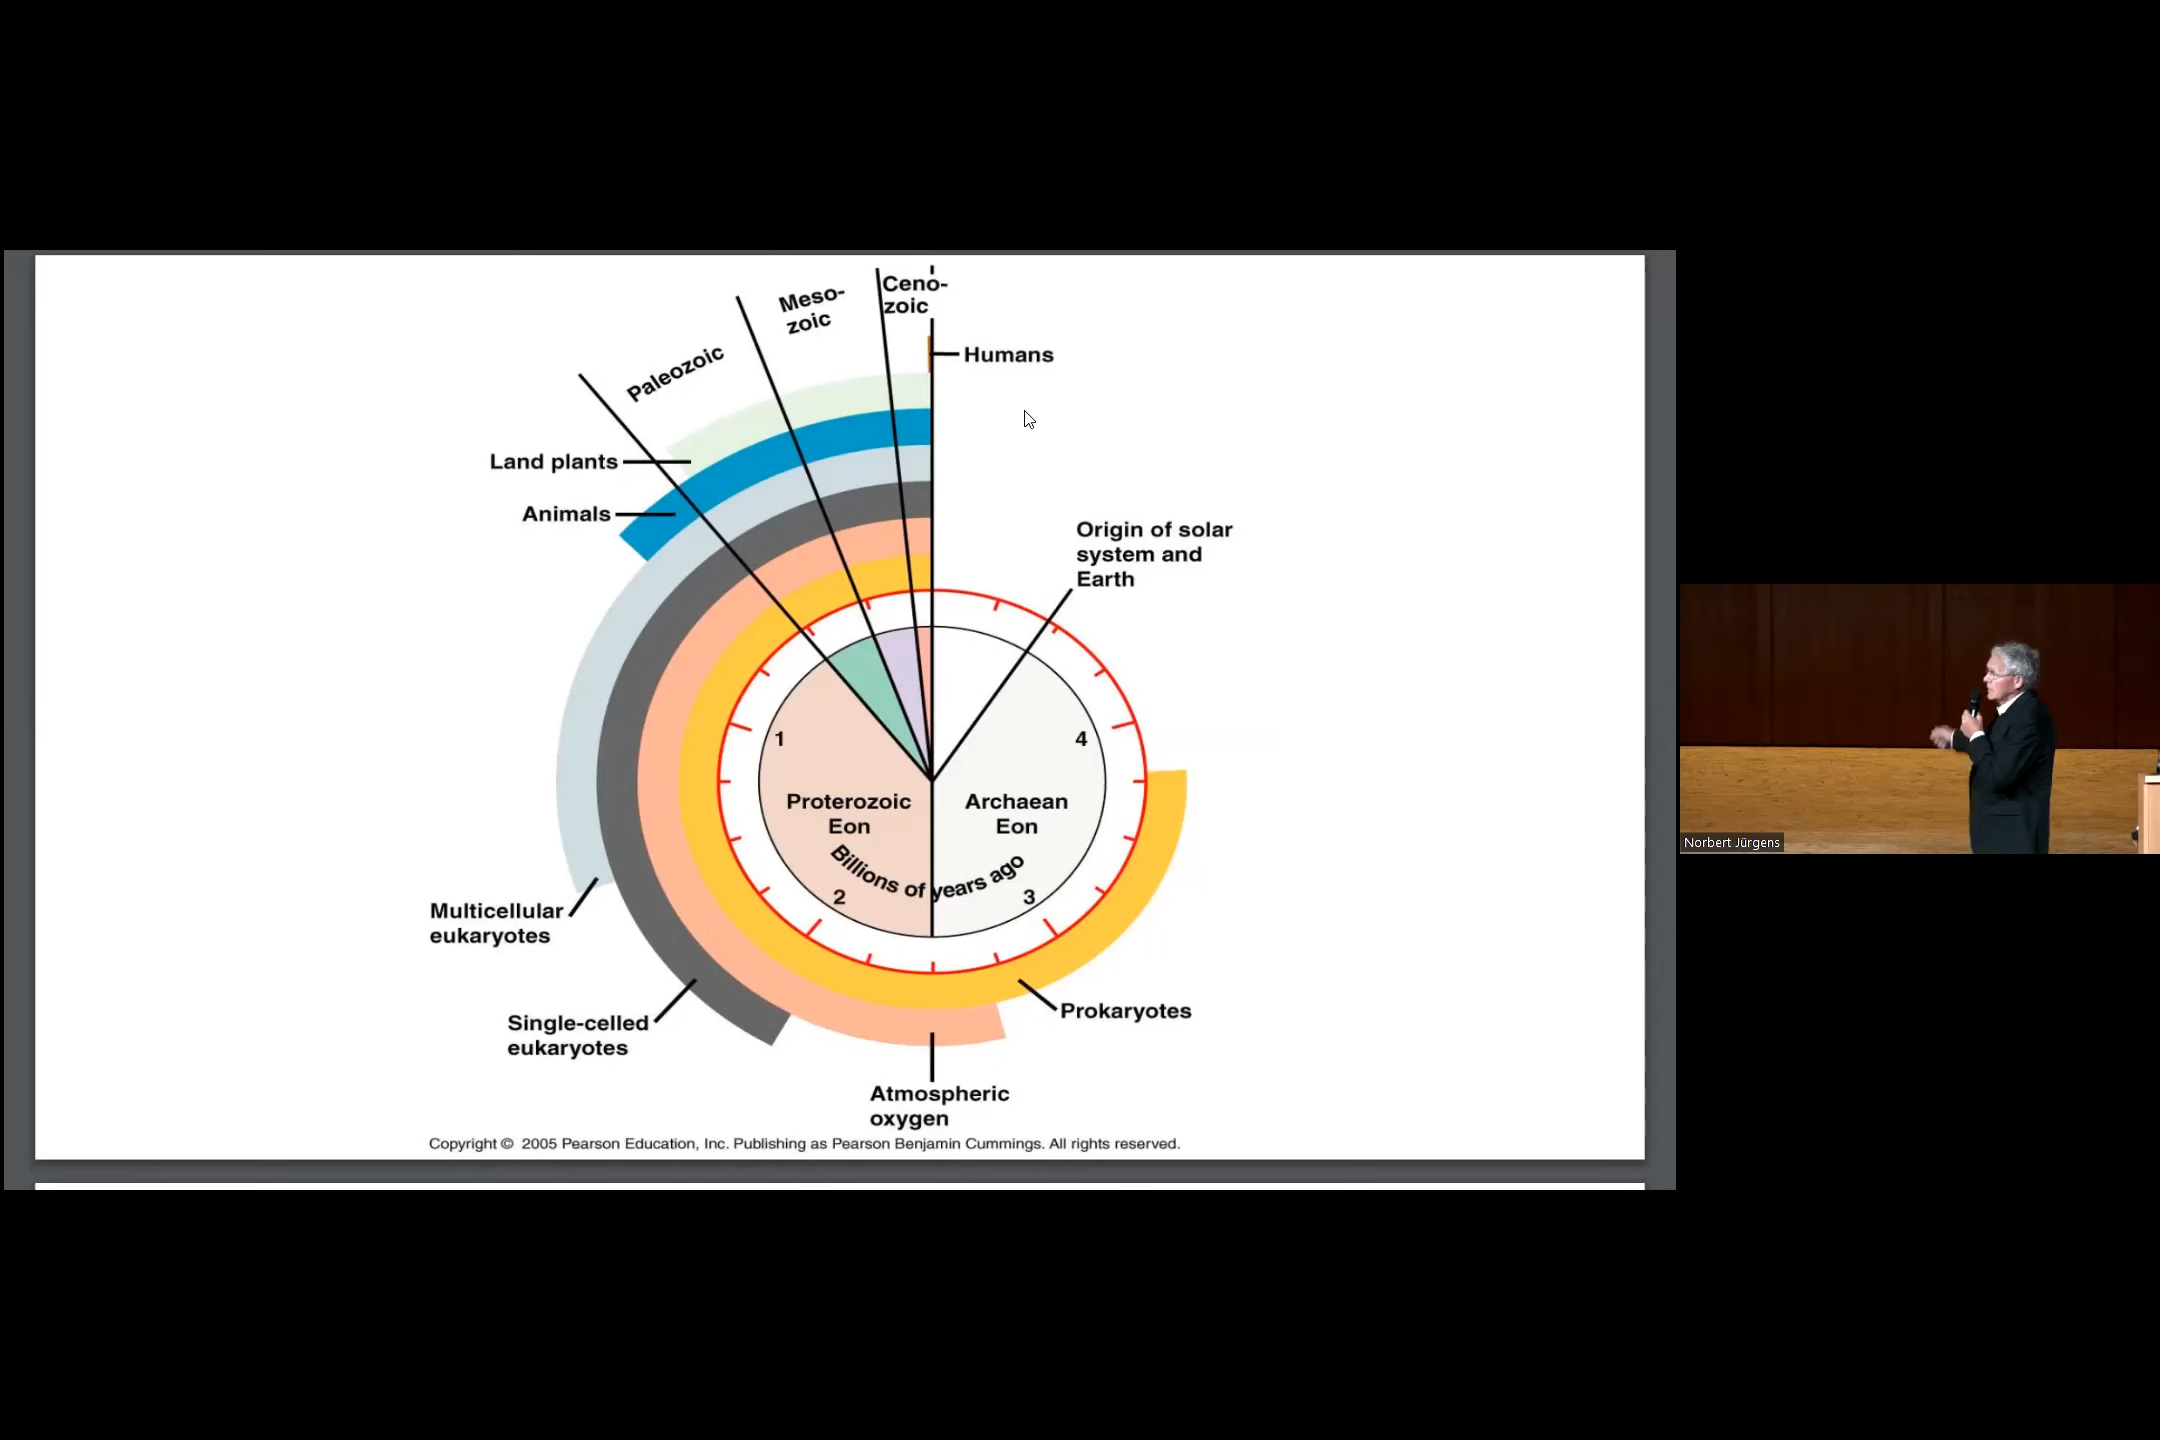 Ceno-
zoic
Meso-
zoic
Paleozoic
Humans
Land plants
Animals
Origin of solar
system and
Earth
1
4
Proterozoic
Eon
Archaean
Eon
Billions of years ago
2
3
Multicellular
eukaryotes
Single-celled
eukaryotes
Prokaryotes
Atmospheric
oxygen
Copyright © 2005 Pearson Education, Inc. Publishing as Pearson Benjamin Cummings. All rights reserved.
Norbert Jürgens